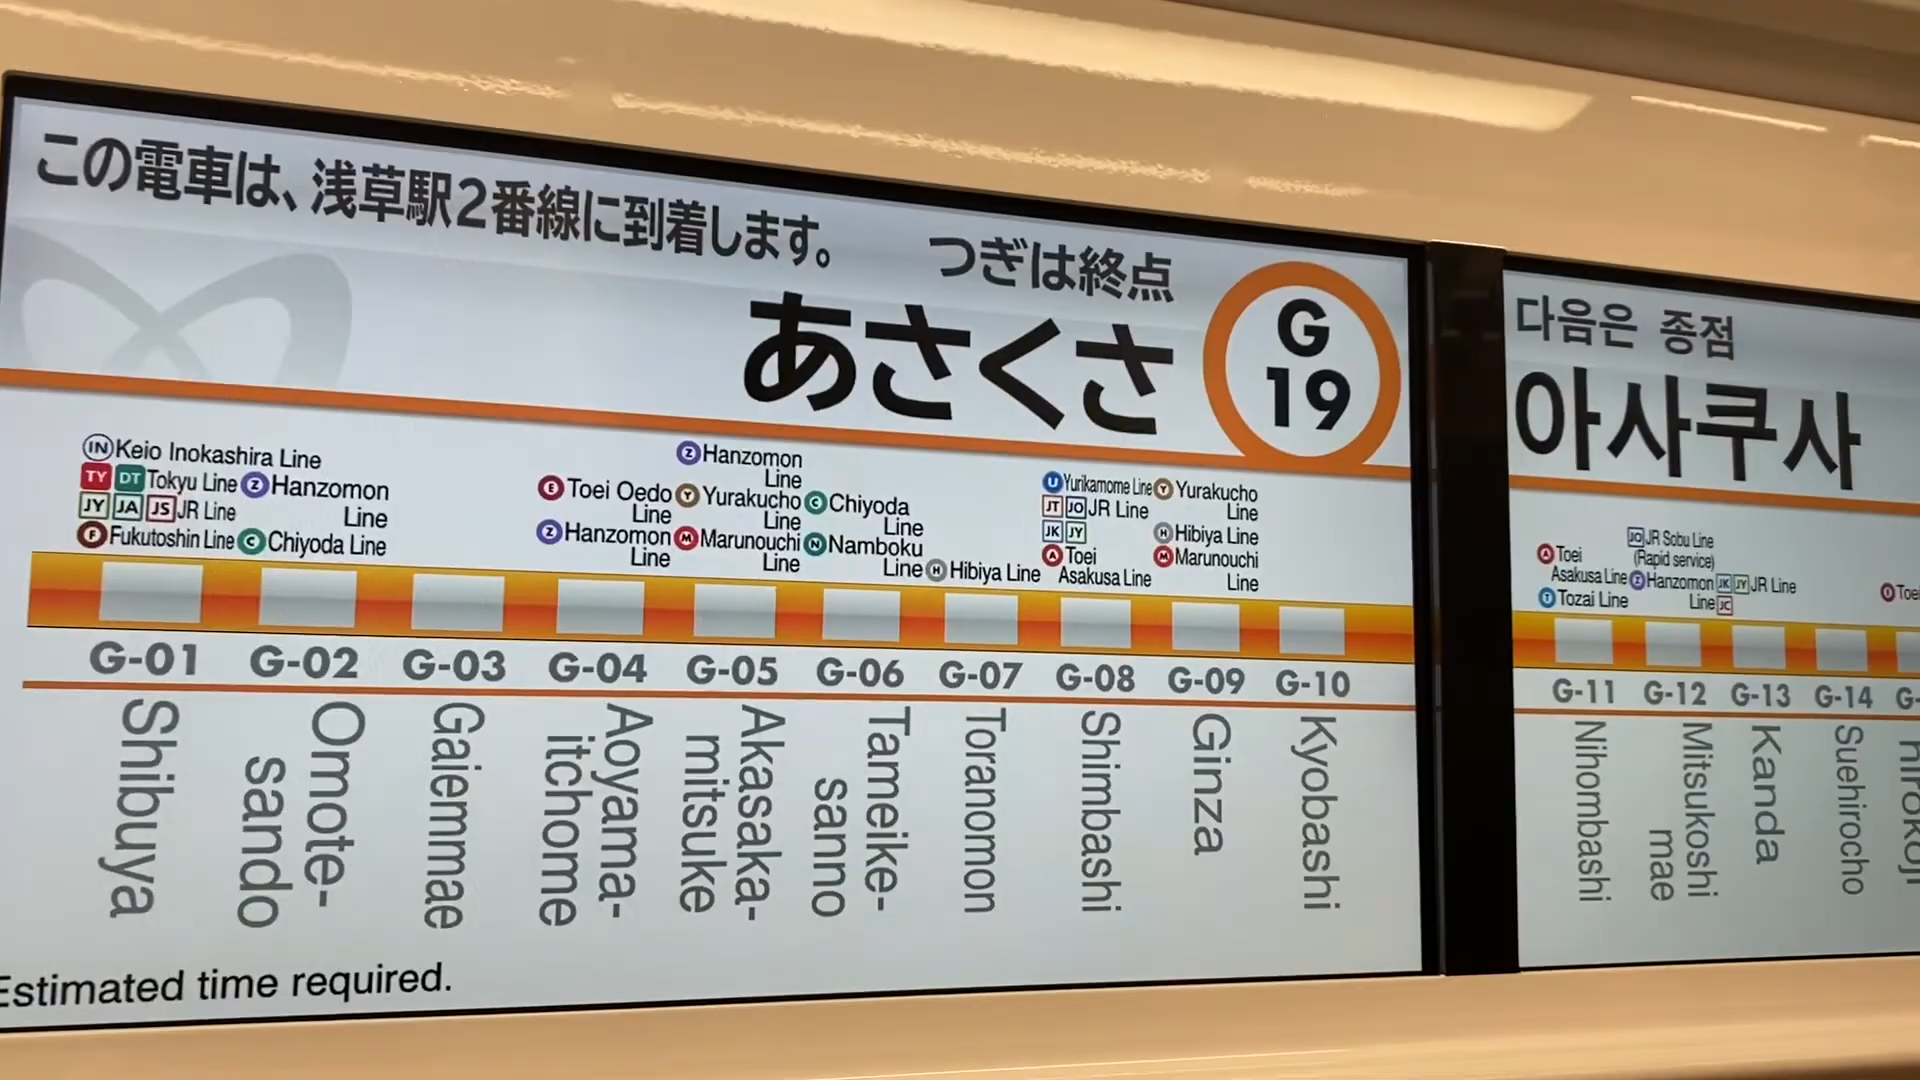 この電車は、浅草駅2番線に到着します。
つぎは終点
あさくさ
G
19
IN Keio Inokashira Line
TY DT Tokyu Line
JY JA JS JR Line
F Fukutoshin Line
Z Hanzomon
Line
C Chiyoda Line
E Toei Oedo
Line
Z Hanzomon
Line
Z Hanzomon
Line
Y Yurakucho
Line
M Marunouchi
Line
C Chiyoda
Line
N Namboku
Line
H Hibiya Line
U Yurikamome Line
JT JO JR Line
JK JY
A Toei
Asakusa Line
Y Yurakucho
Line
H Hibiya Line
M Marunouchi
Line
G-01 G-02 G-03 G-04 G-05 G-06 G-07 G-08 G-09 G-10
Shibuya
Omote-
sando
Gaiemmae
Aoyama-
itchome
Akasaka-
mitsuke
Tameike-
sanno
Toranomon
Shimbashi
Ginza
Kyobashi
Estimated time required.
다음은 종점
아사쿠사
A Toei
Asakusa Line
T Tozai Line
JO JR Sobu Line
(Rapid service)
Z Hanzomon
Line
JK JY JR Line
JC
G-11 G-12 G-13 G-14
Nihombashi
Mitsukoshi
mae
Kanda
Suehirocho